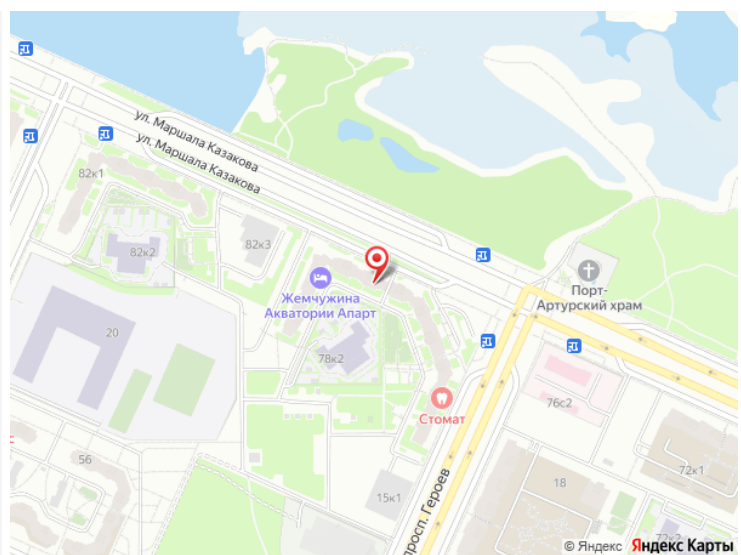 ул. Маршала Казакова
ул. Маршала Казакова
82к1
82к2
82к3
Жемчужина
Акватории Апарт
Порт-
Артурский храм
20
78к2
Стомат
76с2
56
15к1
просп. Героев
18
72к1
72к2
© Яндекс Яндекс Карты